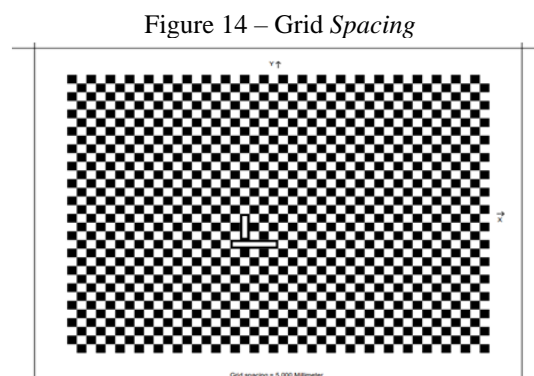 Figure 14 – Grid Spacing
Y
X
Grid spacing = 5.000 Millimeter